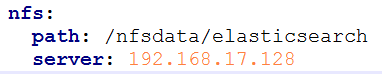 nfs:
path: /nfsdata/elasticsearch
server: 192.168.17.128